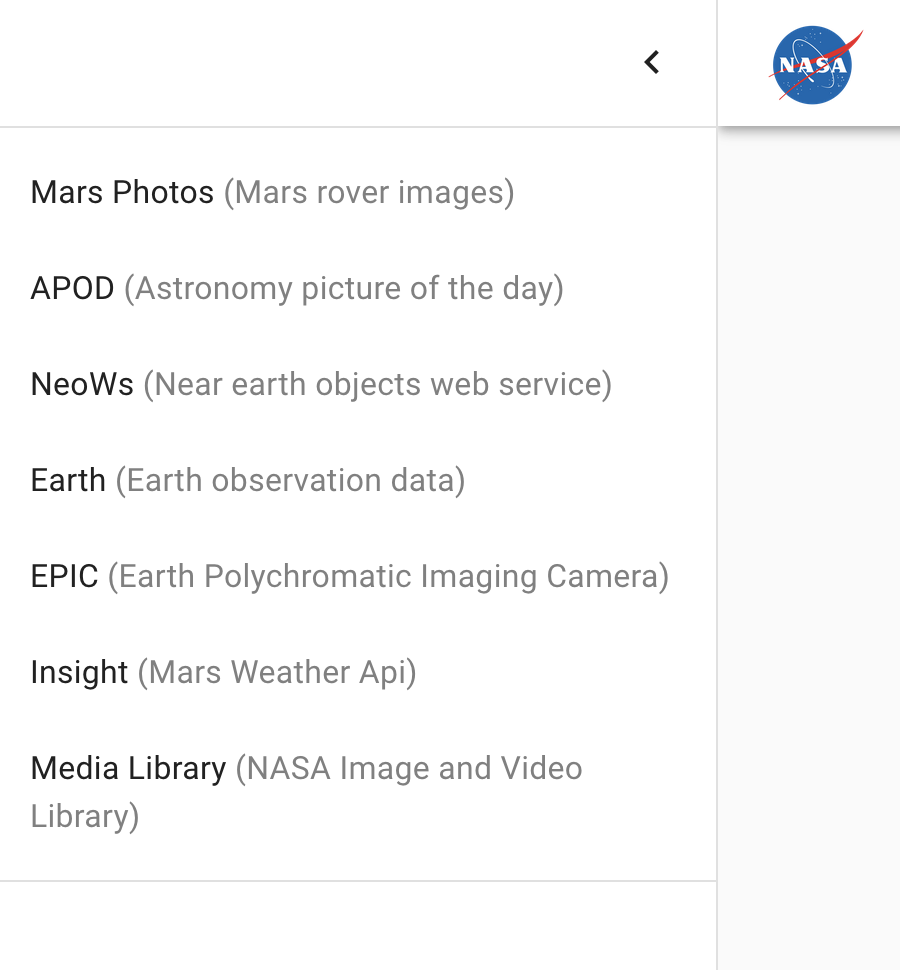 NASA
Mars Photos (Mars rover images)
APOD (Astronomy picture of the day)
NeoWs (Near earth objects web service)
Earth (Earth observation data)
EPIC (Earth Polychromatic Imaging Camera)
Insight (Mars Weather Api)
Media Library (NASA Image and Video
Library)